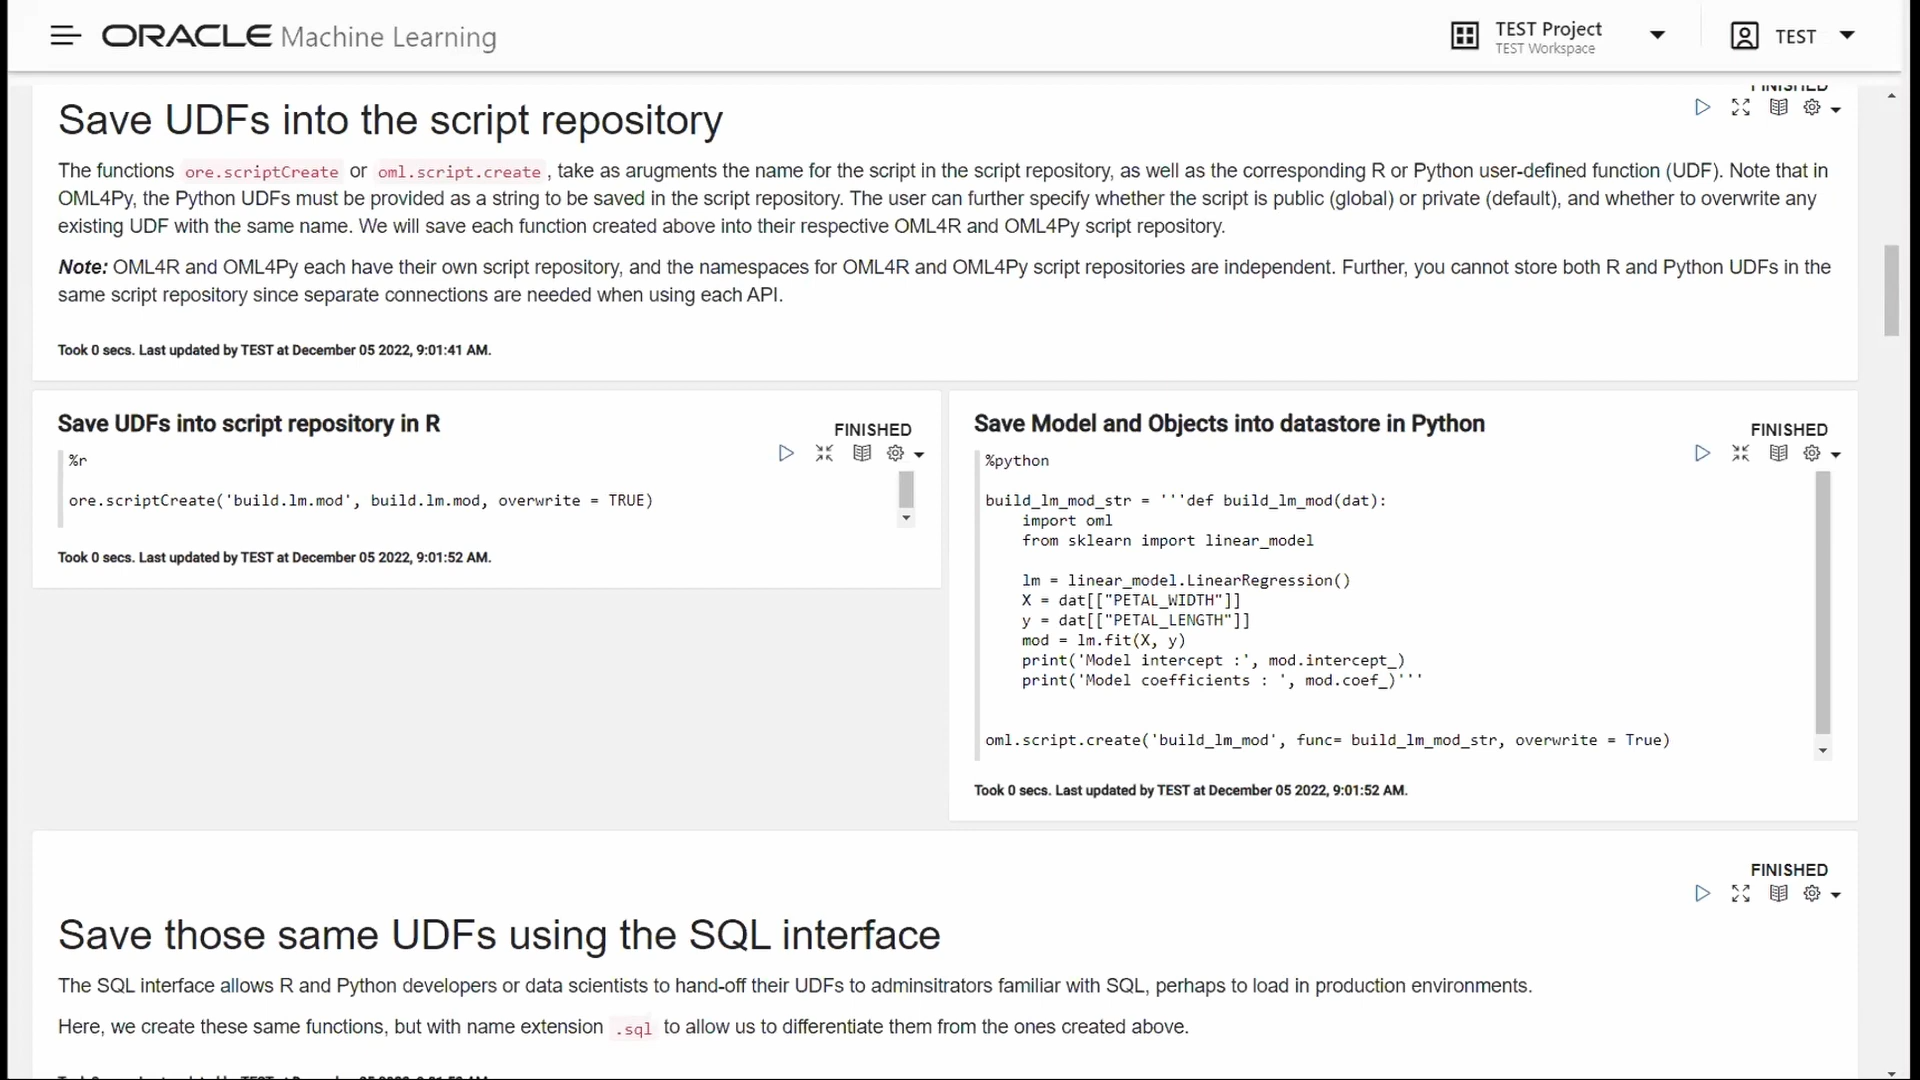 ORACLE Machine Learning
TEST Project
TEST Workspace
TEST
FINISHED
Save UDFs into the script repository
The functions ore.scriptCreate or oml.script.create , take as arugments the name for the script in the script repository, as well as the corresponding R or Python user-defined function (UDF). Note that in
OML4Py, the Python UDFs must be provided as a string to be saved in the script repository. The user can further specify whether the script is public (global) or private (default), and whether to overwrite any
existing UDF with the same name. We will save each function created above into their respective OML4R and OML4Py script repository.
Note: OML4R and OML4Py each have their own script repository, and the namespaces for OML4R and OML4Py script repositories are independent. Further, you cannot store both R and Python UDFs in the
same script repository since separate connections are needed when using each API.
Took 0 secs. Last updated by TEST at December 05 2022, 9:01:41 AM.
Save UDFs into script repository in R
FINISHED
%r
ore.scriptCreate('build.lm.mod', build.lm.mod, overwrite = TRUE)
Took 0 secs. Last updated by TEST at December 05 2022, 9:01:52 AM.
Save Model and Objects into datastore in Python
FINISHED
%python
build_lm_mod_str = '''def build_lm_mod(dat):
    import oml
    from sklearn import linear_model
    lm = linear_model.LinearRegression()
    X = dat[["PETAL_WIDTH"]]
    y = dat[["PETAL_LENGTH"]]
    mod = lm.fit(X, y)
    print('Model intercept :', mod.intercept_)
    print('Model coefficients : ', mod.coef_)'''
oml.script.create('build_lm_mod', func= build_lm_mod_str, overwrite = True)
Took 0 secs. Last updated by TEST at December 05 2022, 9:01:52 AM.
FINISHED
Save those same UDFs using the SQL interface
The SQL interface allows R and Python developers or data scientists to hand-off their UDFs to adminsitrators familiar with SQL, perhaps to load in production environments.
Here, we create these same functions, but with name extension .sql to allow us to differentiate them from the ones created above.